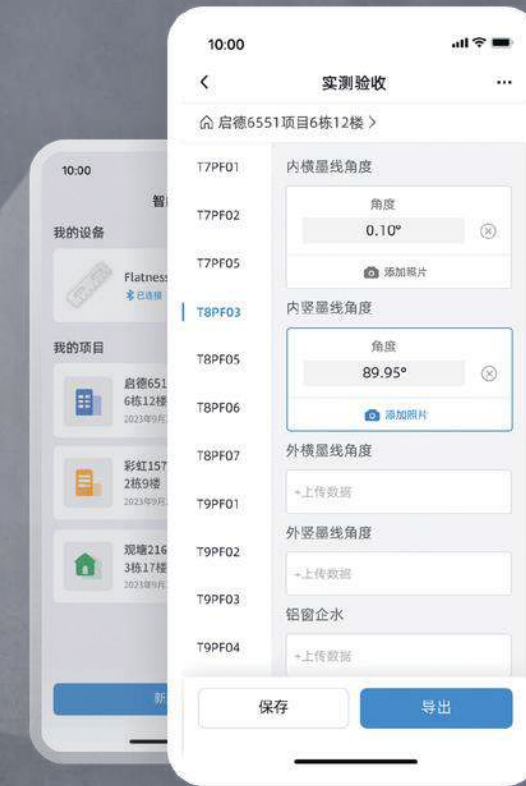 10:00
我的设备
Flatness
已连接
我的项目
启德651
6栋12楼
2023年9月
彩虹157
2栋9楼
2023年9月
观塘216
3栋17楼
2023年9月
10:00
实测验收
启德6551项目6栋12楼 >
T7PF01
T7PF02
T7PF05
T8PF03
T8PF05
T8PF06
T8PF07
T9PF01
T9PF02
T9PF03
T9PF04
内横墨线角度
角度
0.10°
添加照片
内竖墨线角度
角度
89.95°
添加照片
外横墨线角度
+上传数据
外竖墨线角度
+上传数据
铝窗企水
+上传数据
保存
导出